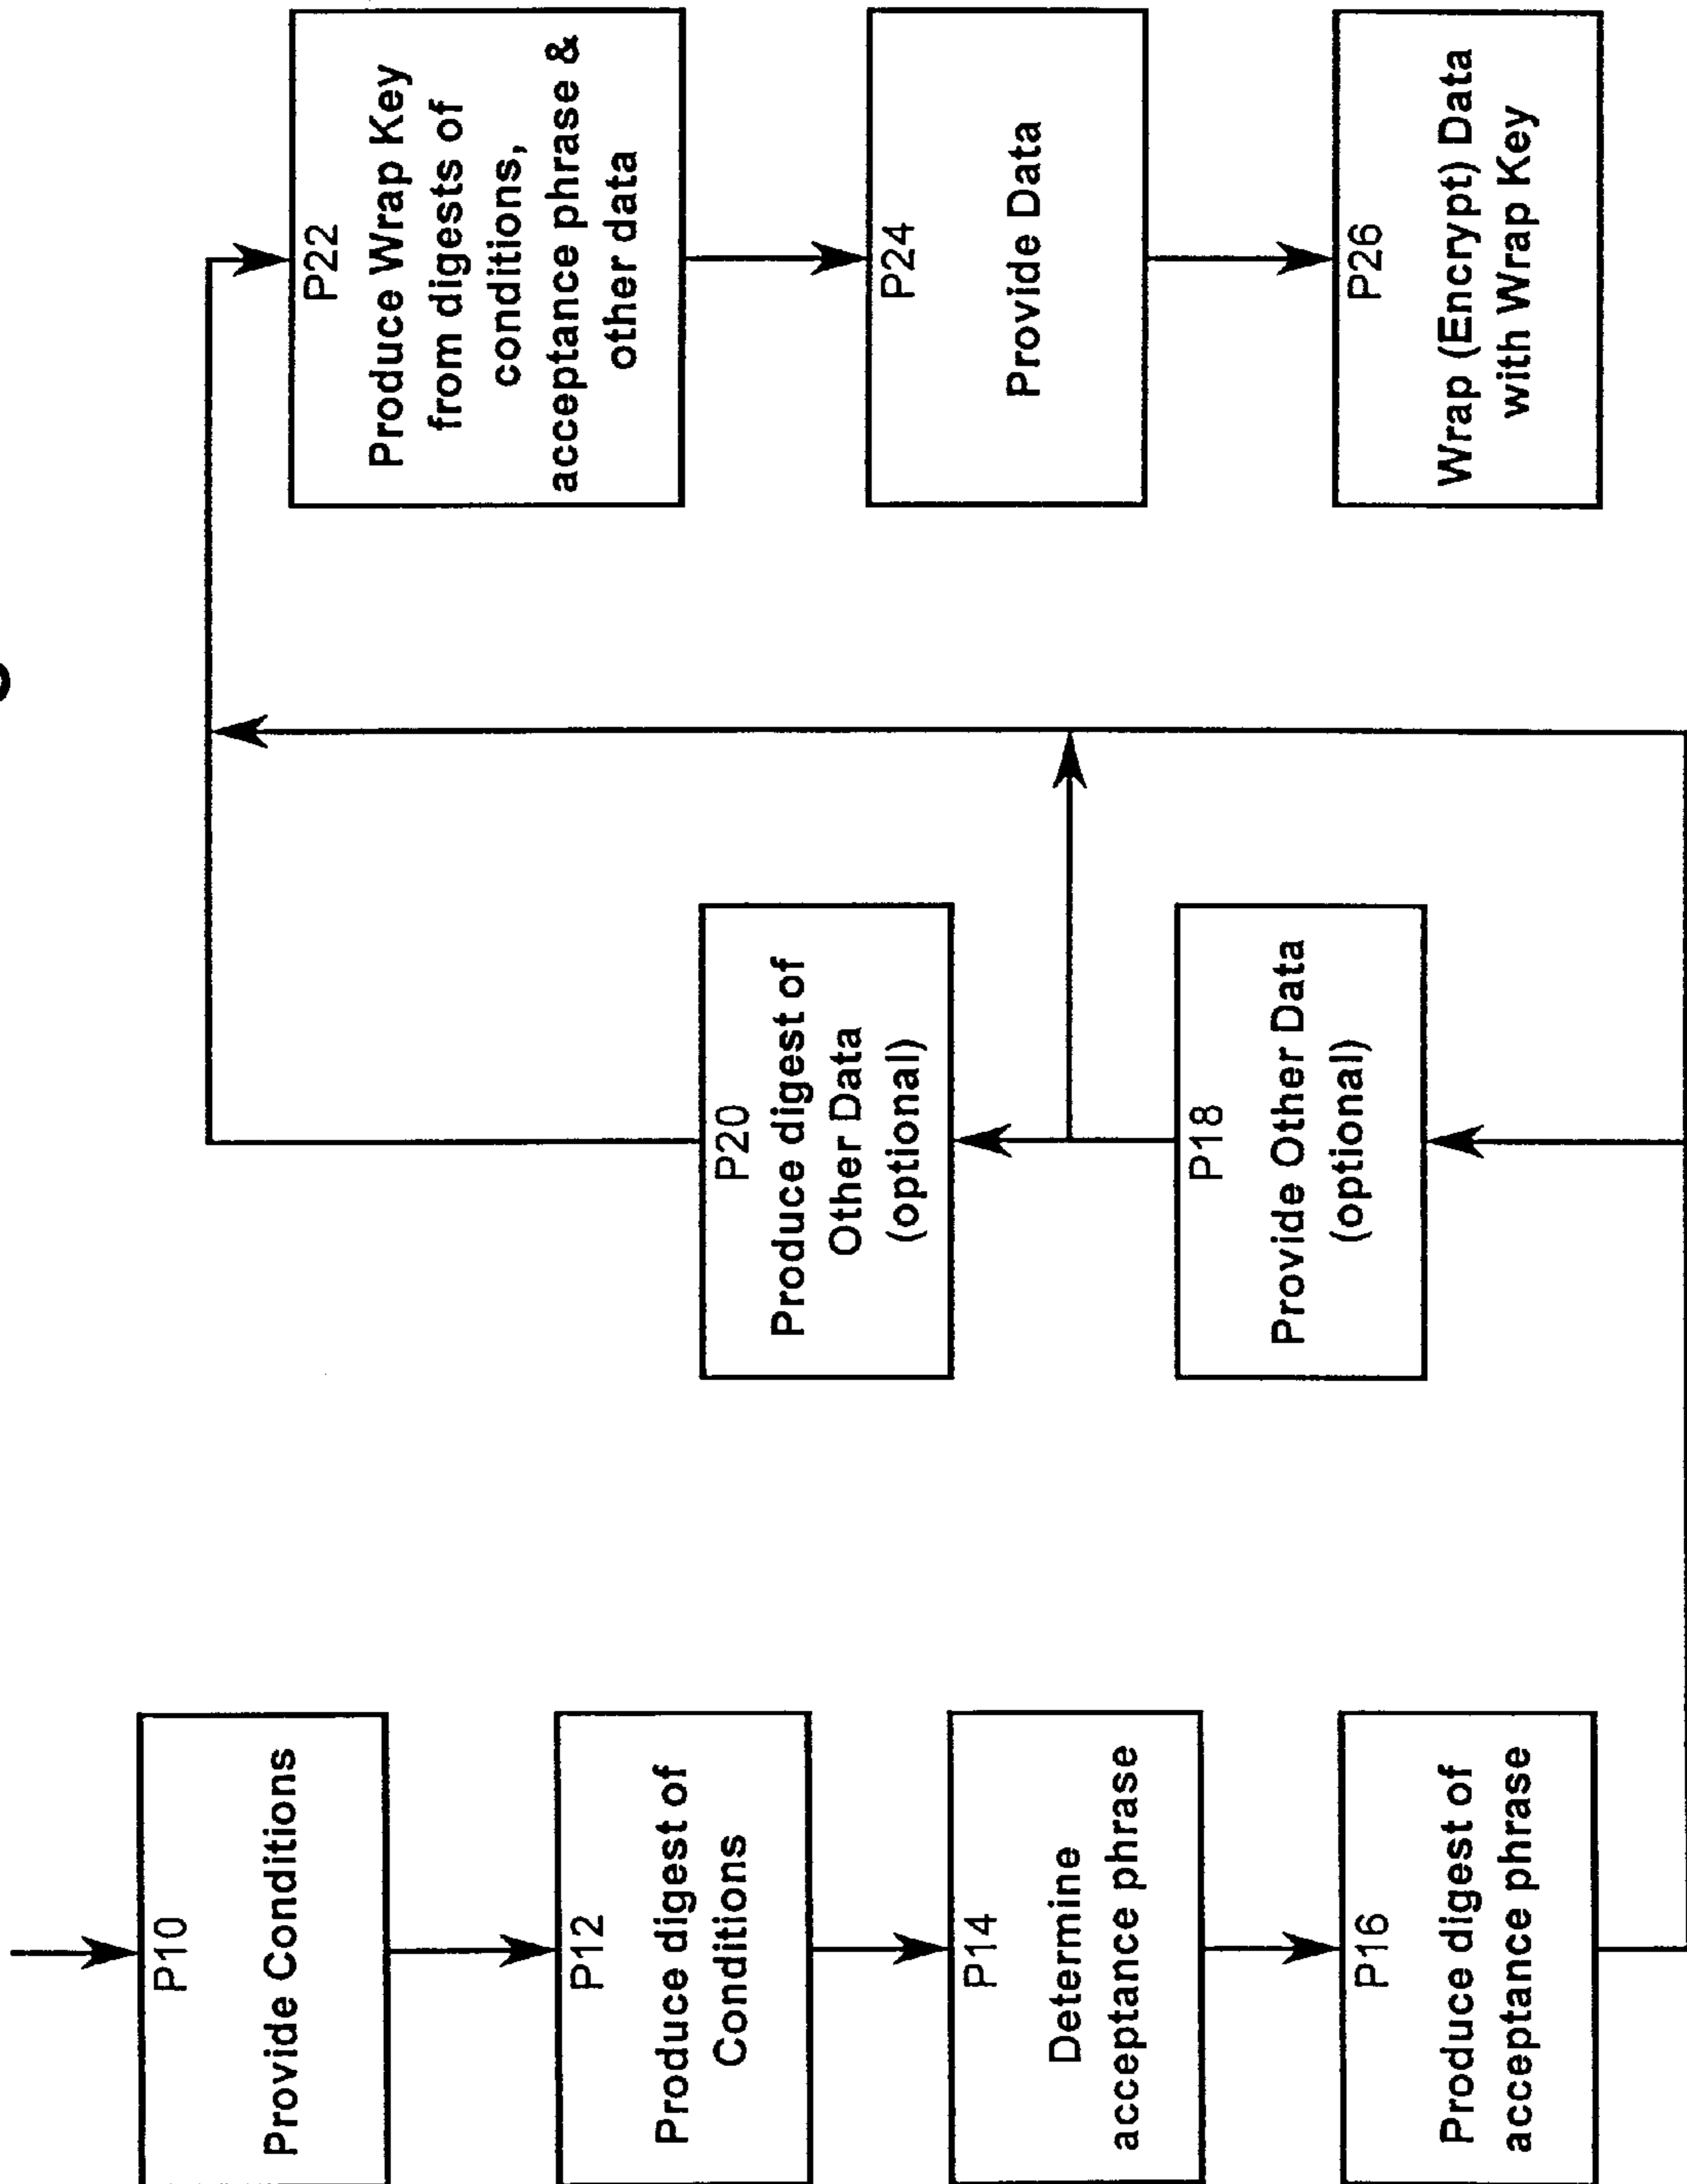 P10
Provide Conditions
P12
Produce digest of
Conditions
P14
Determine
acceptance phrase
P16
Produce digest of
acceptance phrase
P18
Provide Other Data
(optional)
P20
Produce digest of
Other Data
(optional)
P22
Produce Wrap Key
from digests of
conditions,
acceptance phrase &
other data
P24
Provide Data
P26
Wrap (Encrypt) Data
with Wrap Key